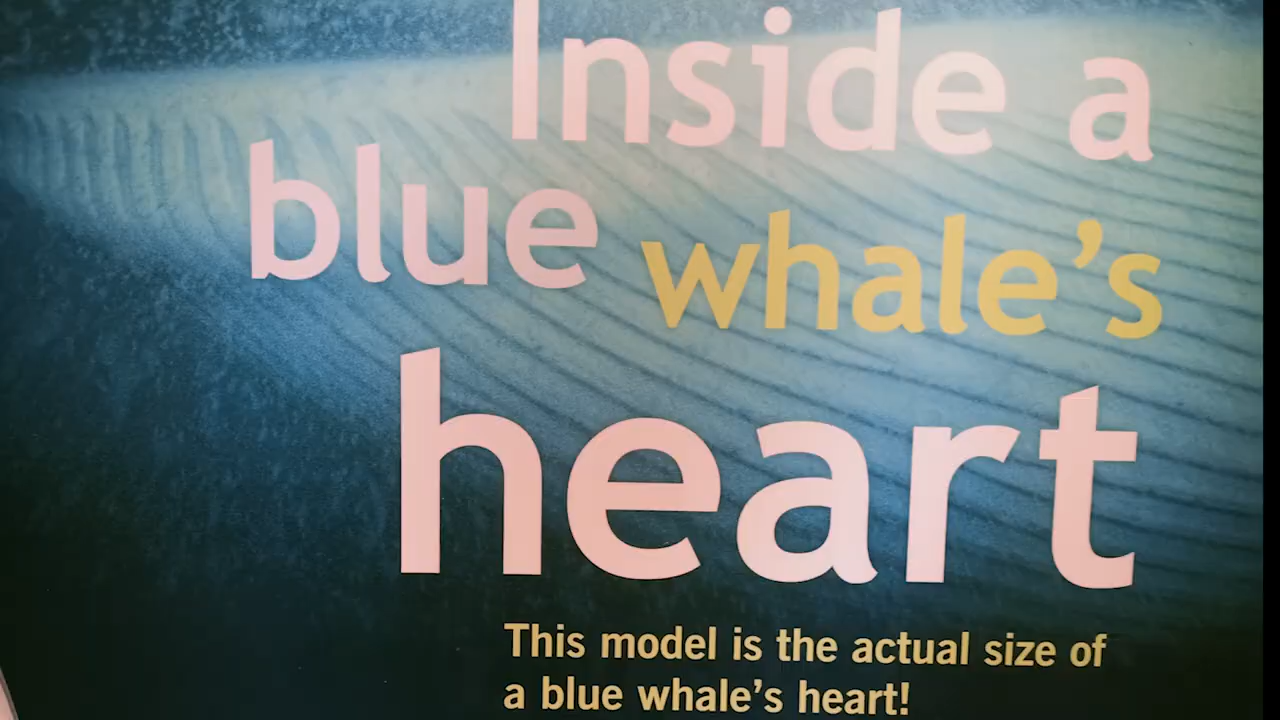 Inside a
blue whale's
heart
This model is the actual size of
a blue whale's heart!